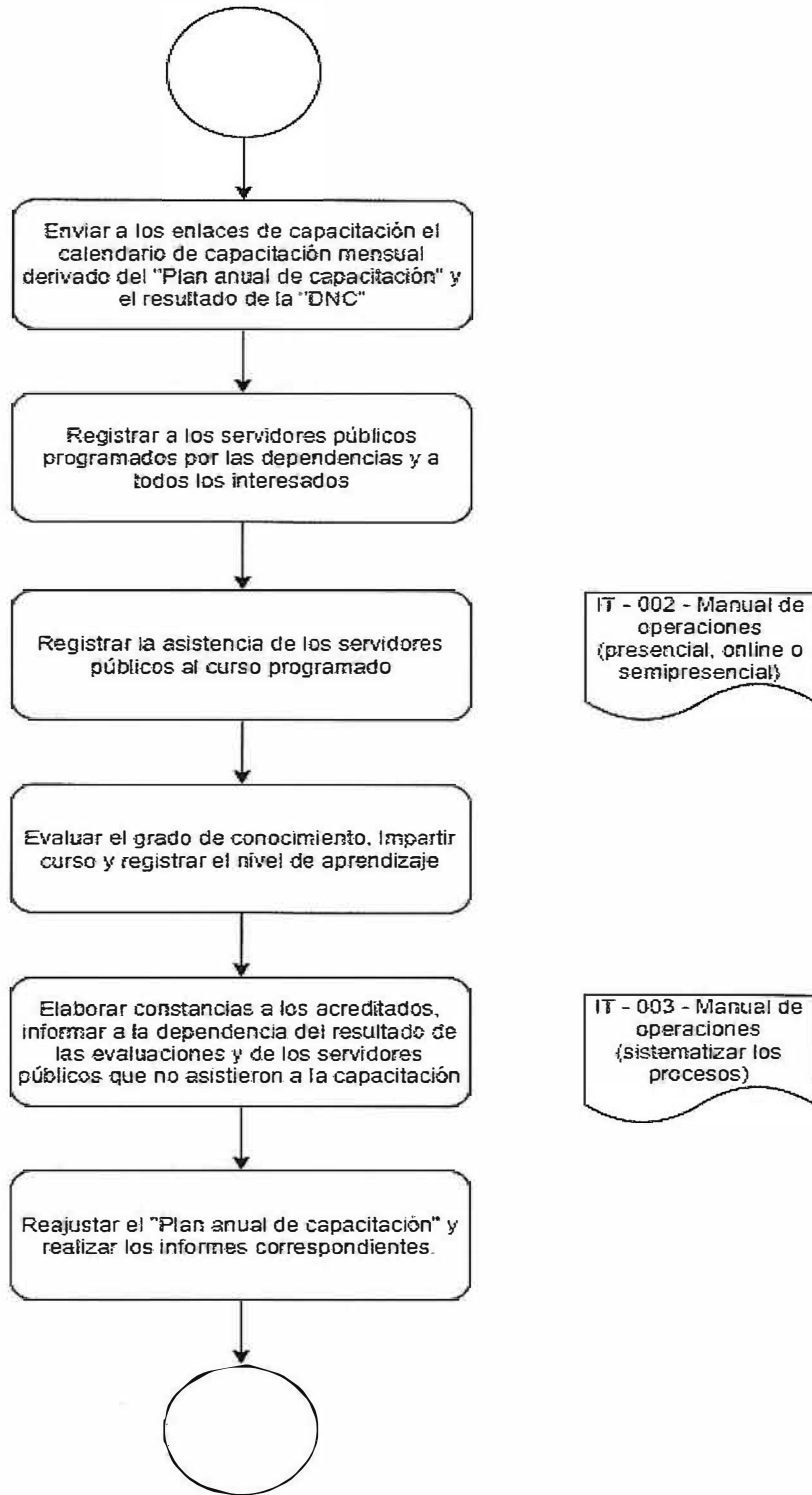 Enviar a los enlaces de capacitación el
calendario de capacitación mensual
derivado del "Plan anual de capacitación" y
el resultado de la "DNC"
Registrar a los servidores públicos
programados por las dependencias y a
todos los interesados
Registrar la asistencia de los servidores
públicos al curso programado
IT - 002 - Manual de
operaciones
(presencial, online o
semipresencial)
Evaluar el grado de conocimiento, Impartir
curso y registrar el nivel de aprendizaje
Elaborar constancias a los acreditados,
informar a la dependencia del resultado de
las evaluaciones y de los servidores
públicos que no asistieron a la capacitación
IT - 003 - Manual de
operaciones
(sistematizar los
procesos)
Reajustar el "Plan anual de capacitación" y
realizar los informes correspondientes.